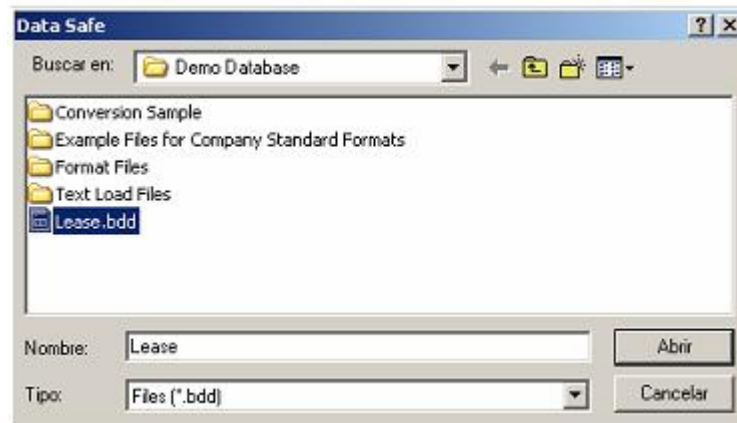 Data Safe
Buscar en: Demo Database
Conversion Sample
Example Files for Company Standard Formats
Format Files
Text Load Files
Lease.bdd
Nombre: Lease Abrir
Tipo: Files (*.bdd) Cancelar